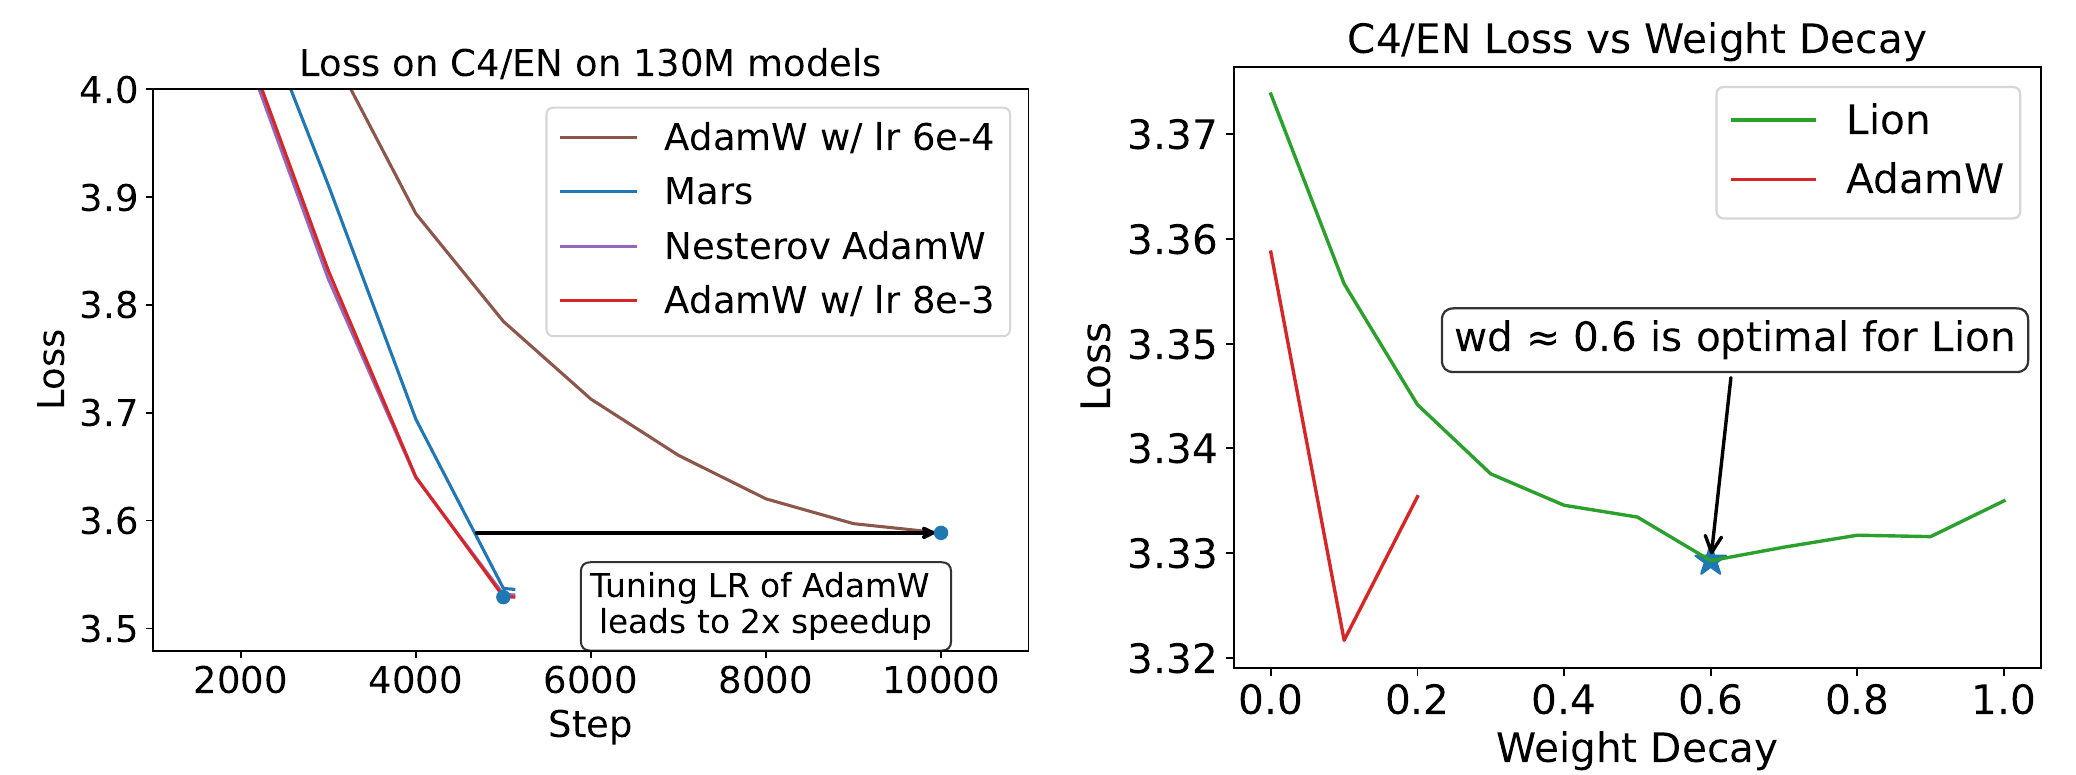 Loss on C4/EN on 130M models
4.0
3.9
3.8
3.7
3.6
3.5
Loss
AdamW w/ lr 6e-4
Mars
Nesterov AdamW
AdamW w/ lr 8e-3
Tuning LR of AdamW
leads to 2x speedup
2000 4000 6000 8000 10000
Step
C4/EN Loss vs Weight Decay
3.37
3.36
3.35
3.34
3.33
3.32
Loss
Lion
AdamW
wd ≈ 0.6 is optimal for Lion
0.0 0.2 0.4 0.6 0.8 1.0
Weight Decay